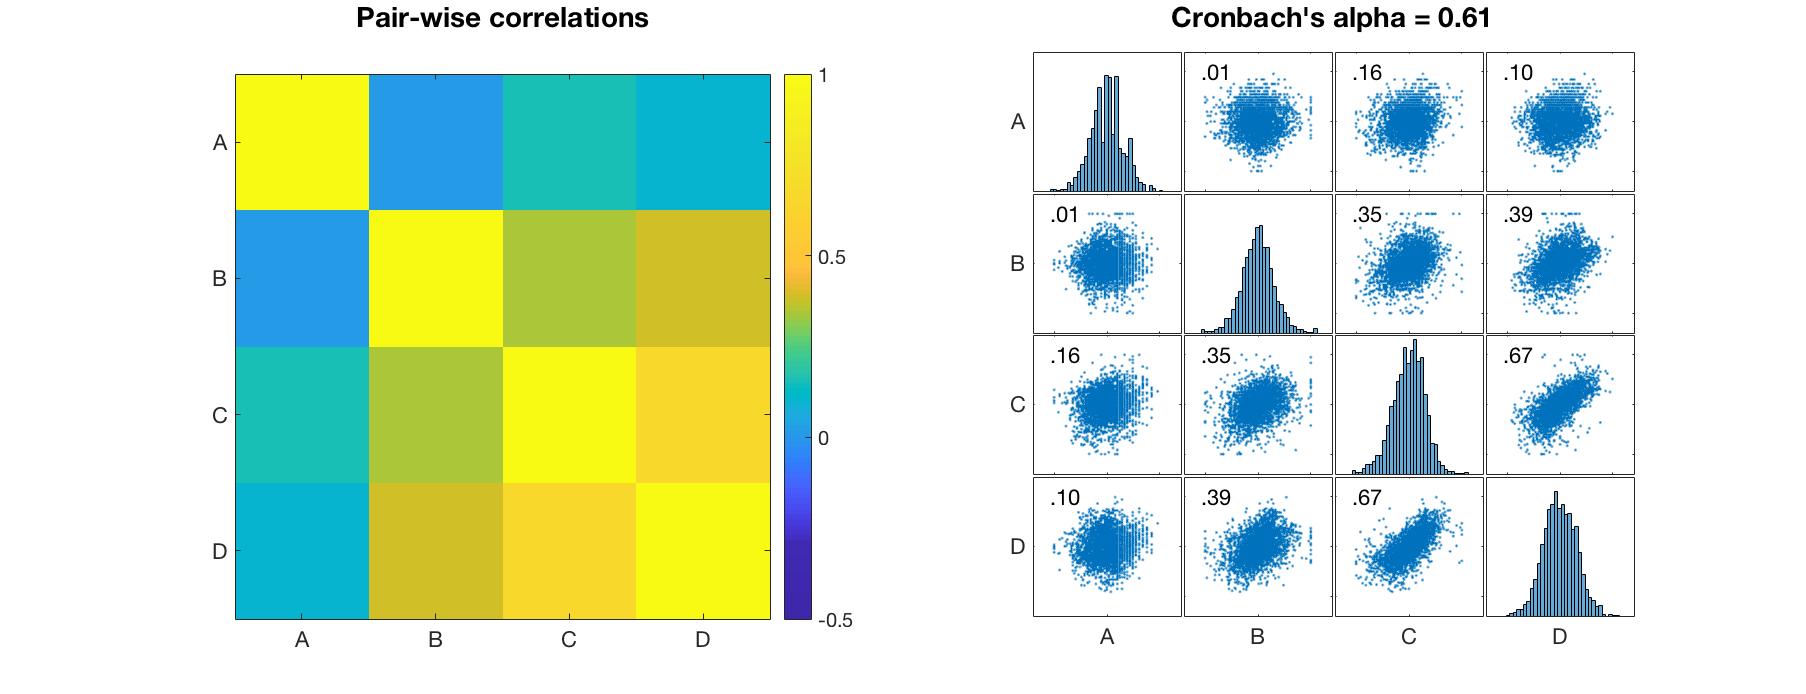 Pair-wise correlations
A
B
C
D
A B C D
1
0.5
0
-0.5
Cronbach's alpha = 0.61
A .01 .16 .10
B .01 .35 .39
C .16 .35 .67
D .10 .39 .67
A B C D